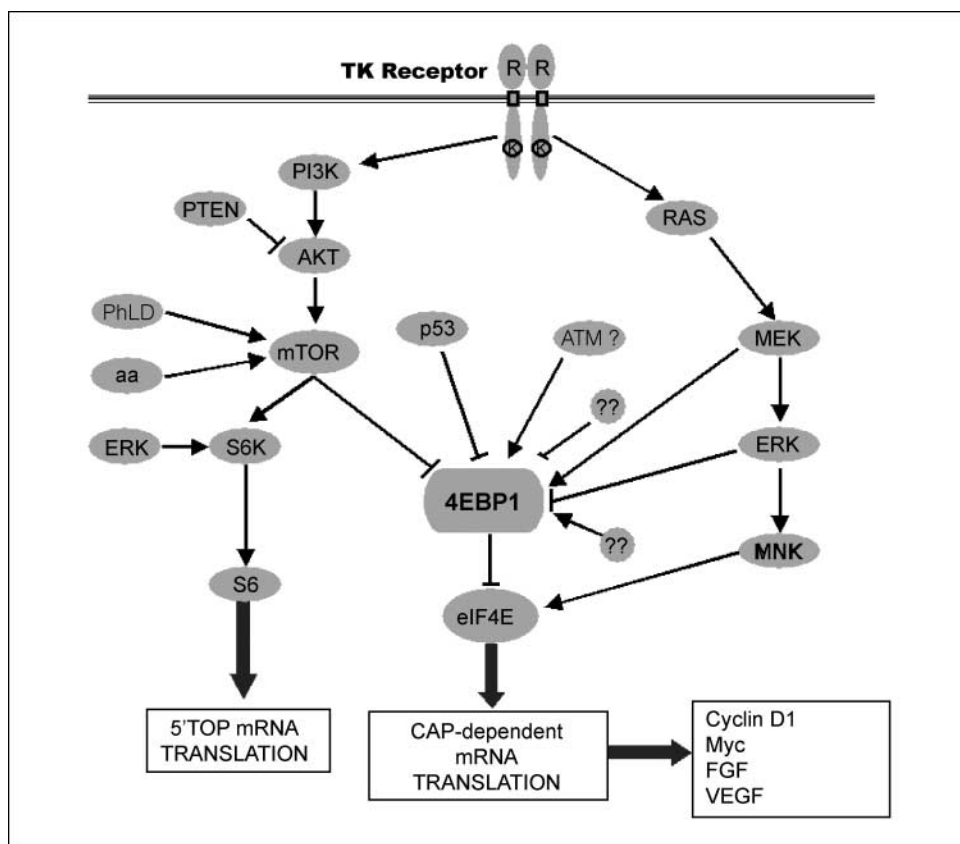 TK Receptor
R R
K K
PI3K
PTEN
RAS
AKT
PhLD
p53
ATM ?
MEK
mTOR
aa
??
ERK
S6K
ERK
4EBP1
??
MNK
S6
eIF4E
5'TOP mRNA
TRANSLATION
CAP-dependent
mRNA
TRANSLATION
Cyclin D1
Myc
FGF
VEGF